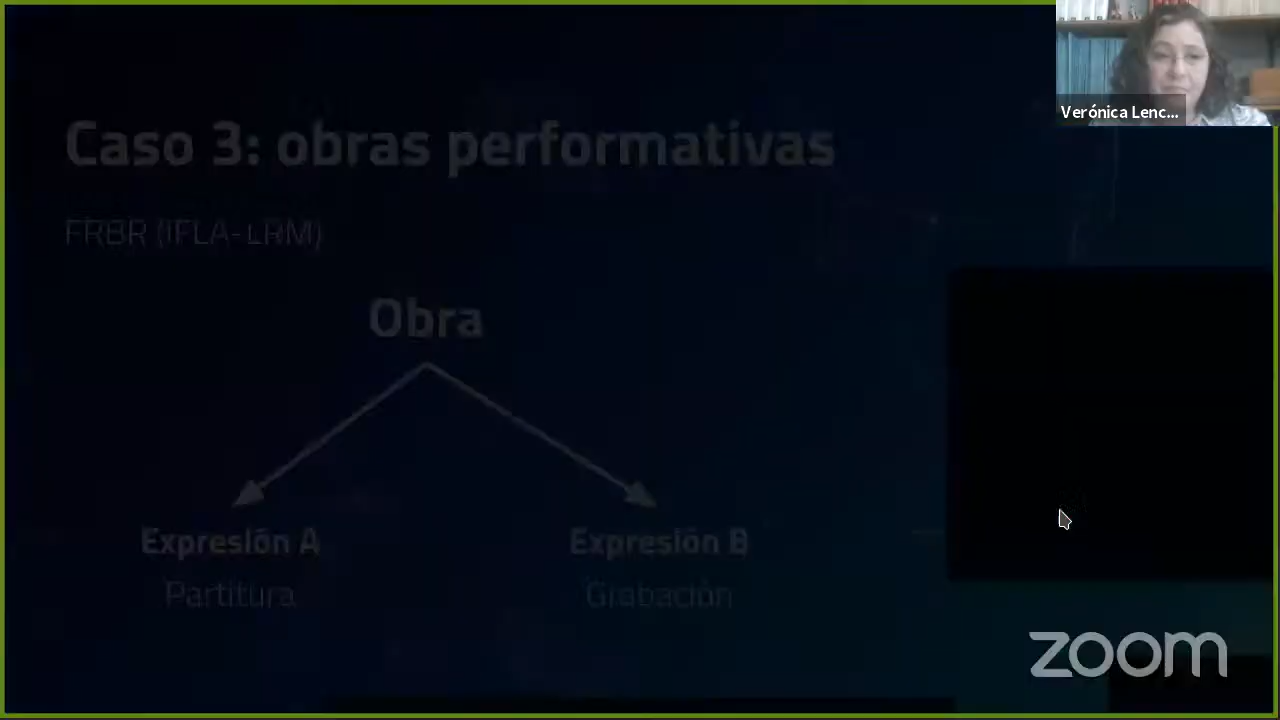 Verónica Lenc...
Caso 3: obras performativas
FRBR (IFLA-LRM)
Obra
Expresión A
Expresión B
Partitura
Grabación
zoom